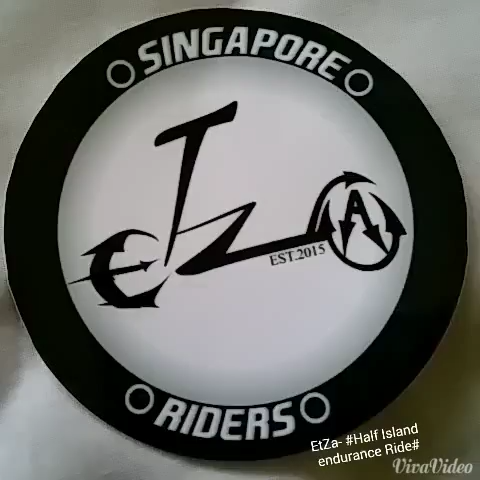 SINGAPORE
EtZA
EST.2015
RIDERS
EtZa- #Half Island
endurance Ride#
VivaVideo